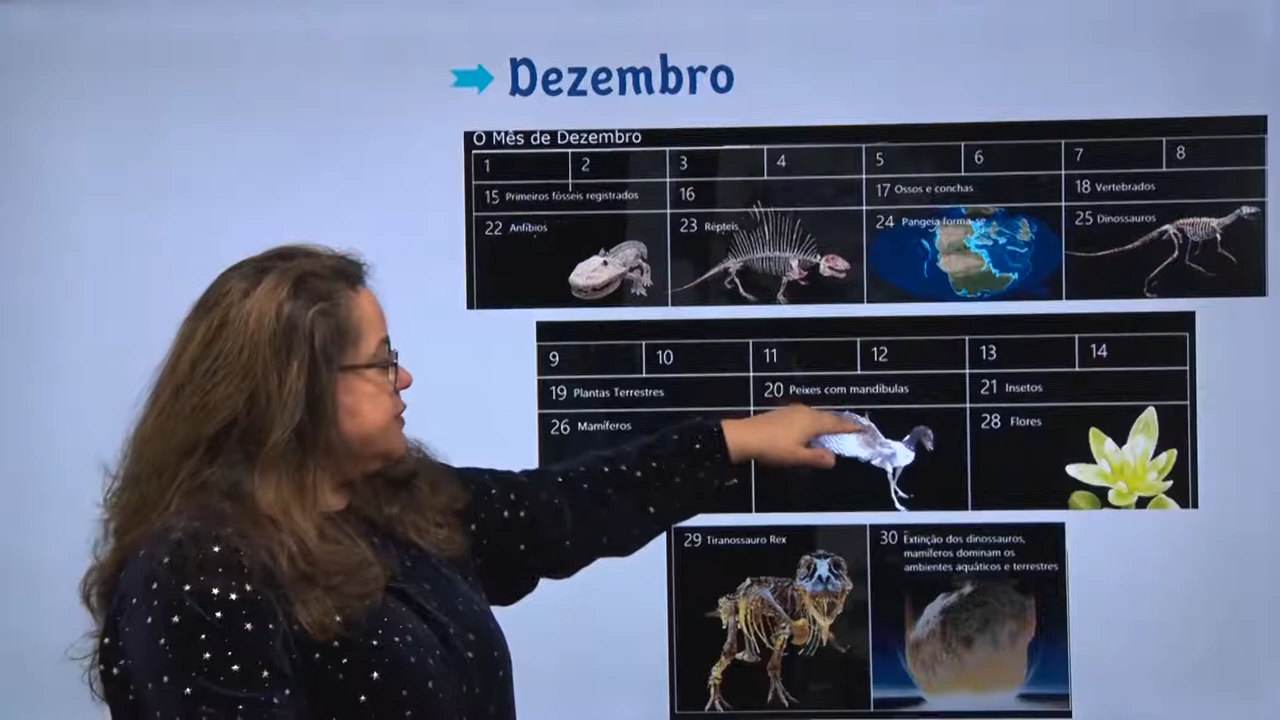 Dezembro
O Mês de Dezembro
1 2 3 4 5 6 7 8
15 Primeiros fósseis registrados 16 17 Ossos e conchas 18 Vertebrados
22 Anfíbios 23 Répteis 24 Pangeia forma-se 25 Dinossauros
9 10 11 12 13 14
19 Plantas Terrestres 20 Peixes com mandíbulas 21 Insetos
26 Mamíferos 28 Flores
29 Tiranossauro Rex 30 Extinção dos dinossauros,
mamíferos dominam os
ambientes aquáticos e terrestres